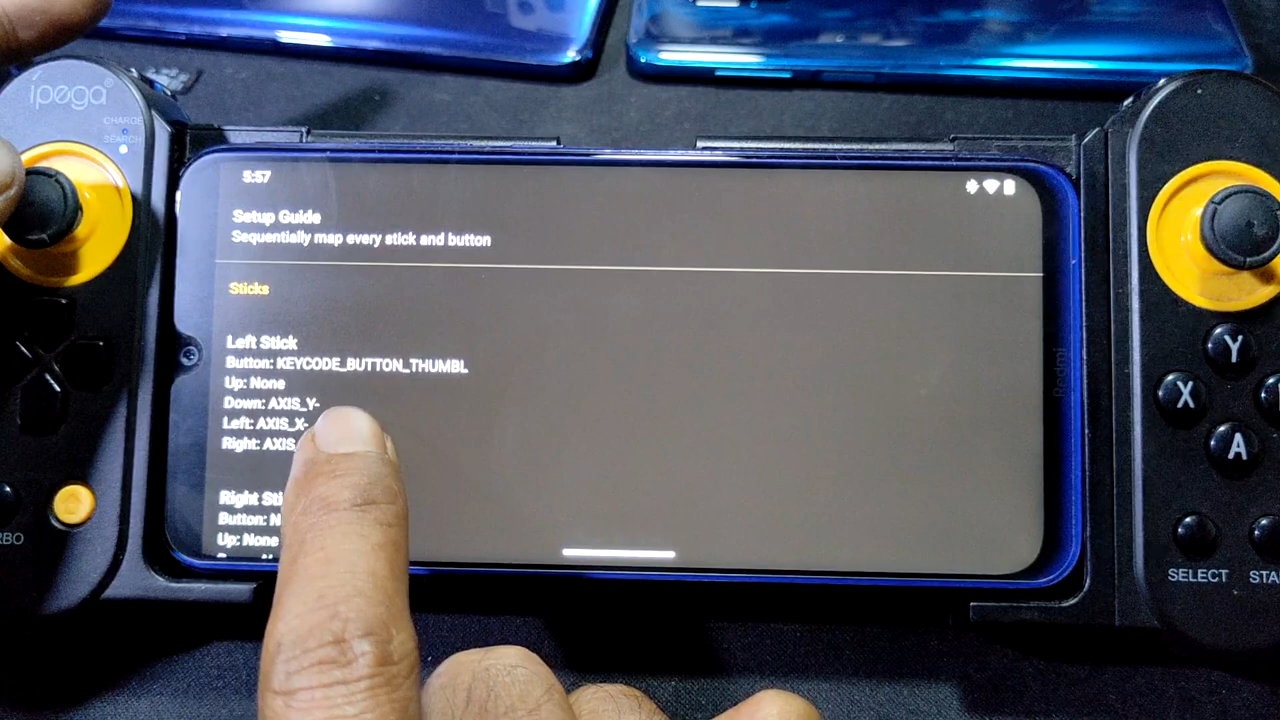 ipega
CHARGE
SEARCH
5:57
Setup Guide
Sequentially map every stick and button
Sticks
Left Stick
Button: KEYCODE_BUTTON_THUMBL
Up: None
Down: AXIS_Y-
Left: AXIS_X-
Right: AXIS
Right Sti
Button: N
Up: None
Redmi
Y
X
A
RBO
SELECT
STA